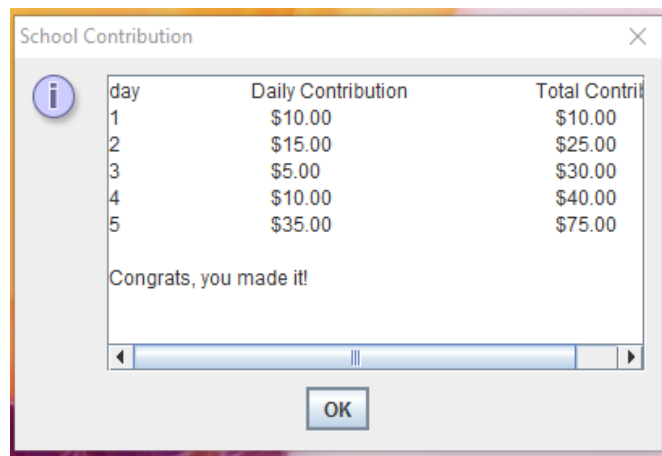 School Contribution
day Daily Contribution Total Contri
1 $10.00 $10.00
2 $15.00 $25.00
3 $5.00 $30.00
4 $10.00 $40.00
5 $35.00 $75.00
Congrats, you made it!
OK